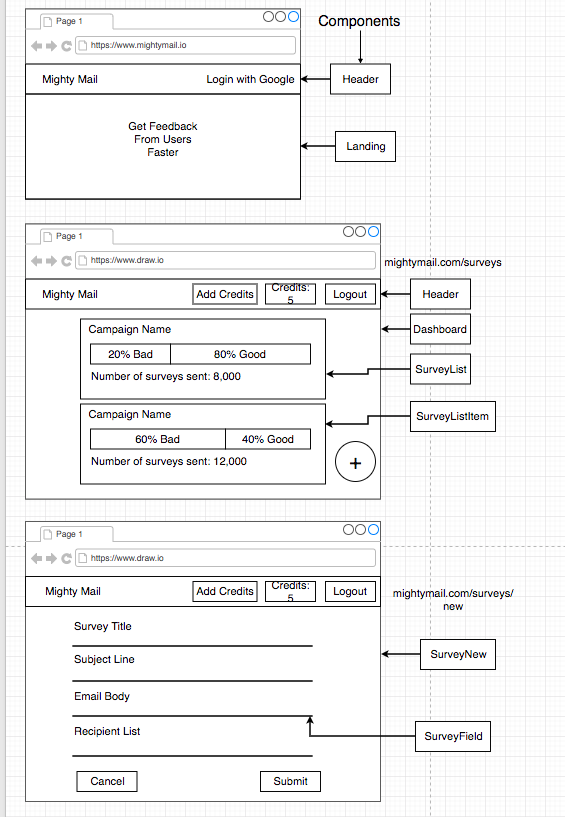 Page 1
Components
https://www.mightymail.io
Mighty Mail
Login with Google
Header
Get Feedback
From Users
Faster
Landing
Page 1
https://www.draw.io
mightymail.com/surveys
Mighty Mail
Add Credits
Credits:
5
Logout
Header
Campaign Name
Dashboard
20% Bad
80% Good
Number of surveys sent: 8,000
SurveyList
Campaign Name
SurveyListItem
60% Bad
40% Good
Number of surveys sent: 12,000
+
Page 1
https://www.draw.io
Mighty Mail
Add Credits
Credits:
5
Logout
mightymail.com/surveys/
new
Survey Title
Subject Line
SurveyNew
Email Body
Recipient List
SurveyField
Cancel
Submit